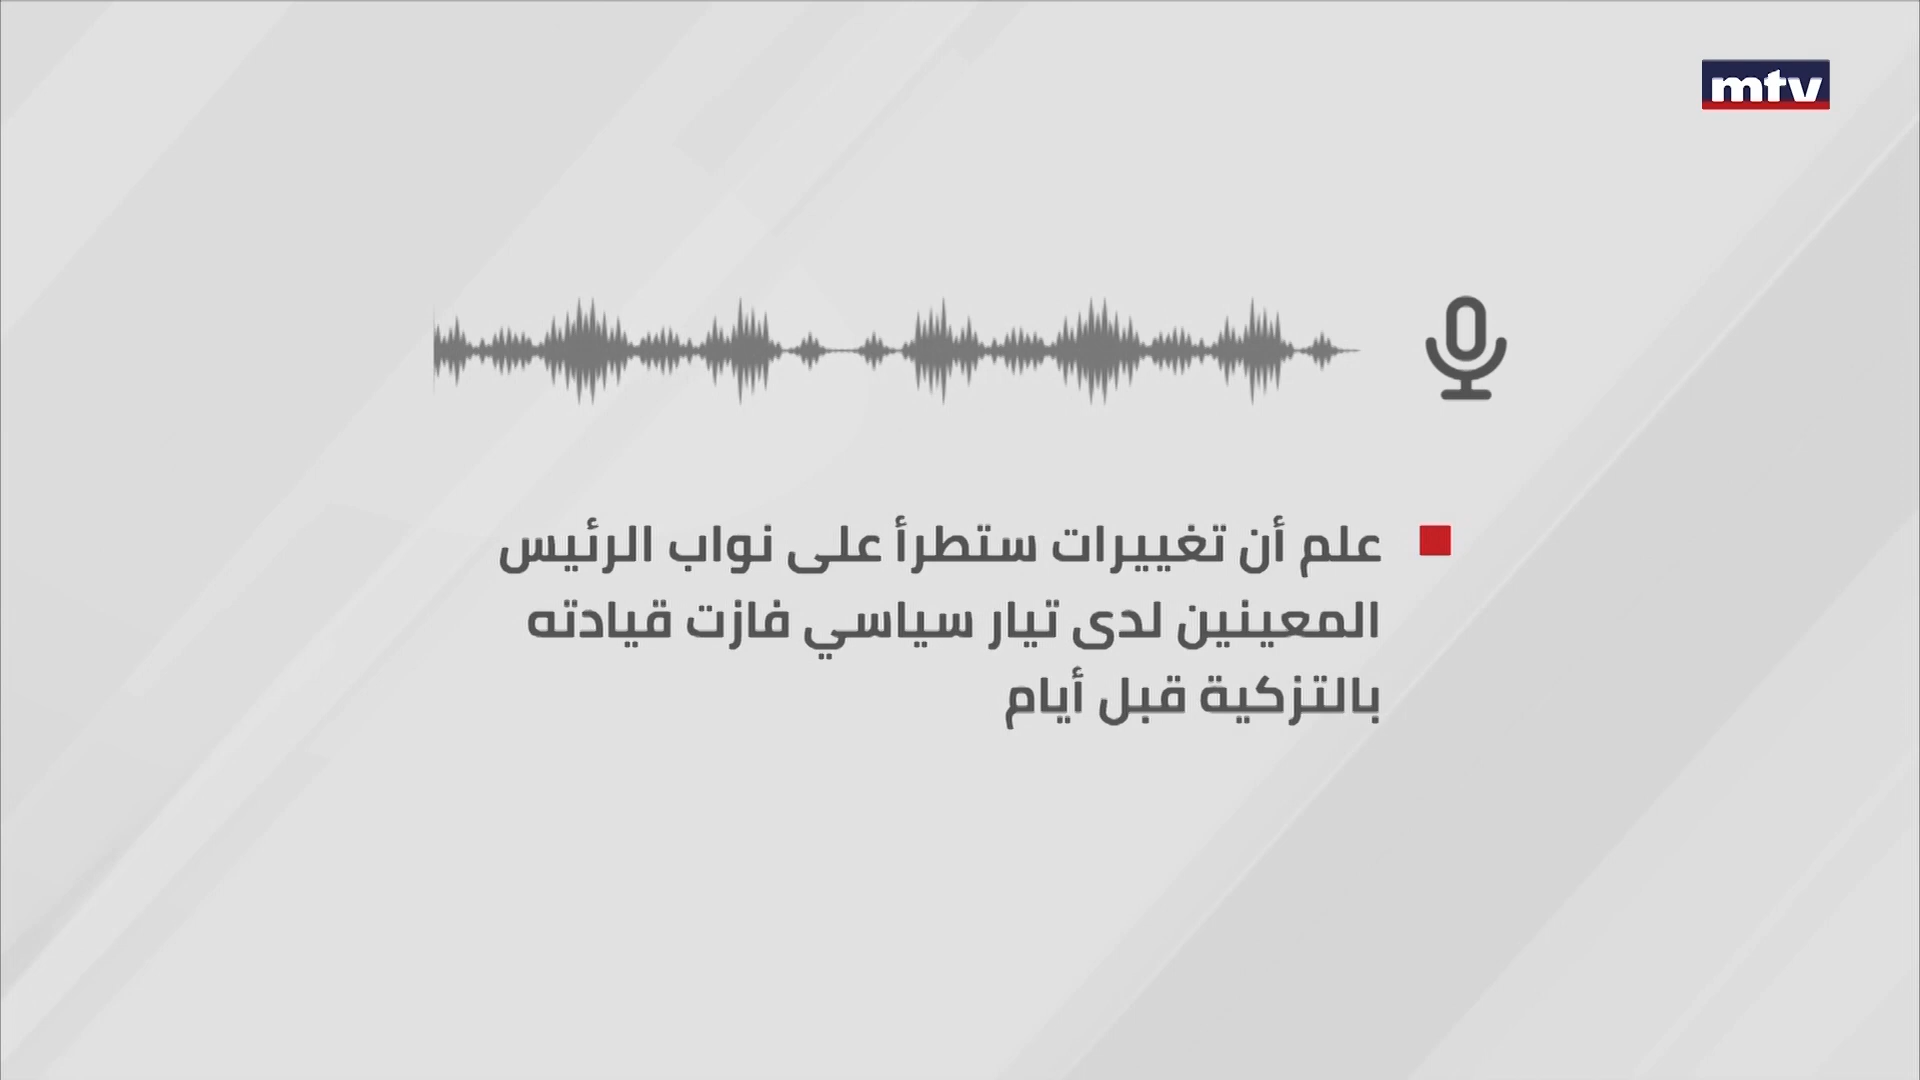 mtv
علم أن تغييرات ستطرأ على نواب الرئيس
المعينين لدى تيار سياسي فازت قيادته
بالتزكية قبل أيام